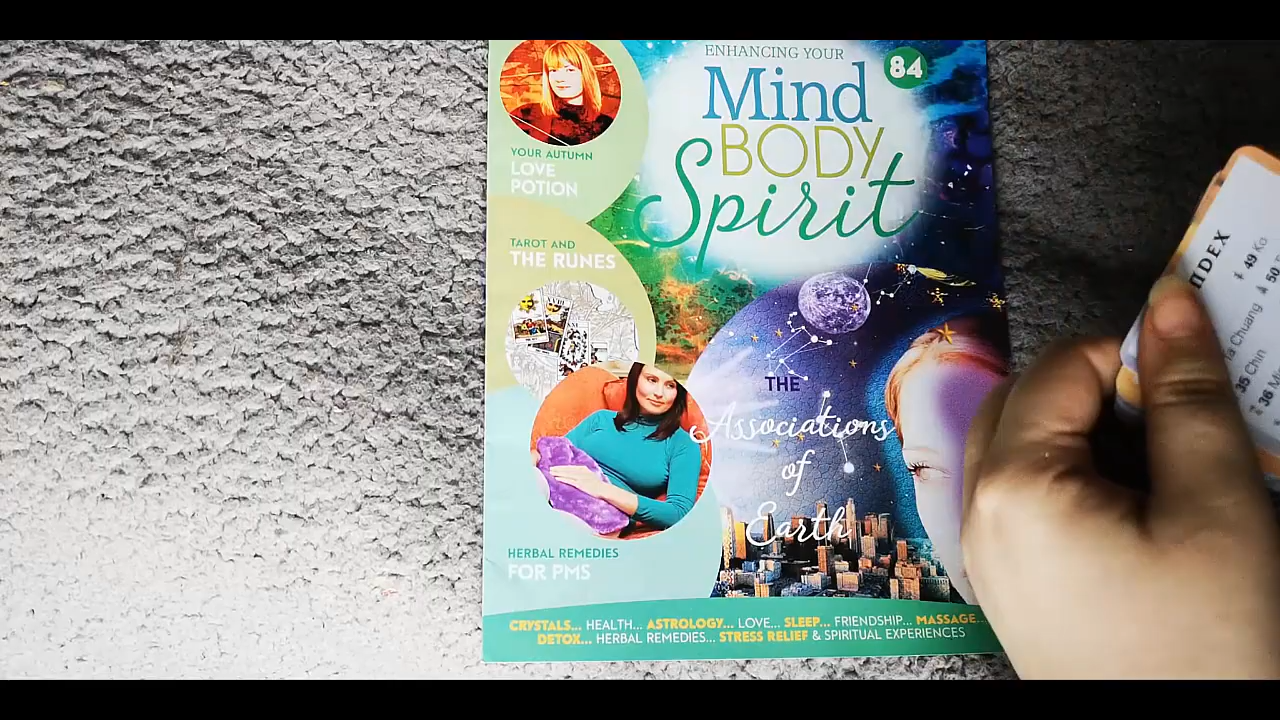 ENHANCING YOUR
84
Mind
BODY
Spirit
YOUR AUTUMN
LOVE
POTION
TAROT AND
THE RUNES
THE
Associations
of
Earth
HERBAL REMEDIES
FOR PMS
CRYSTALS... HEALTH... ASTROLOGY... LOVE... SLEEP... FRIENDSHIP... MASSAGE...
DETOX... HERBAL REMEDIES... STRESS RELIEF & SPIRITUAL EXPERIENCES
49 Ko
50
Ta Chuang
35 Chin
36